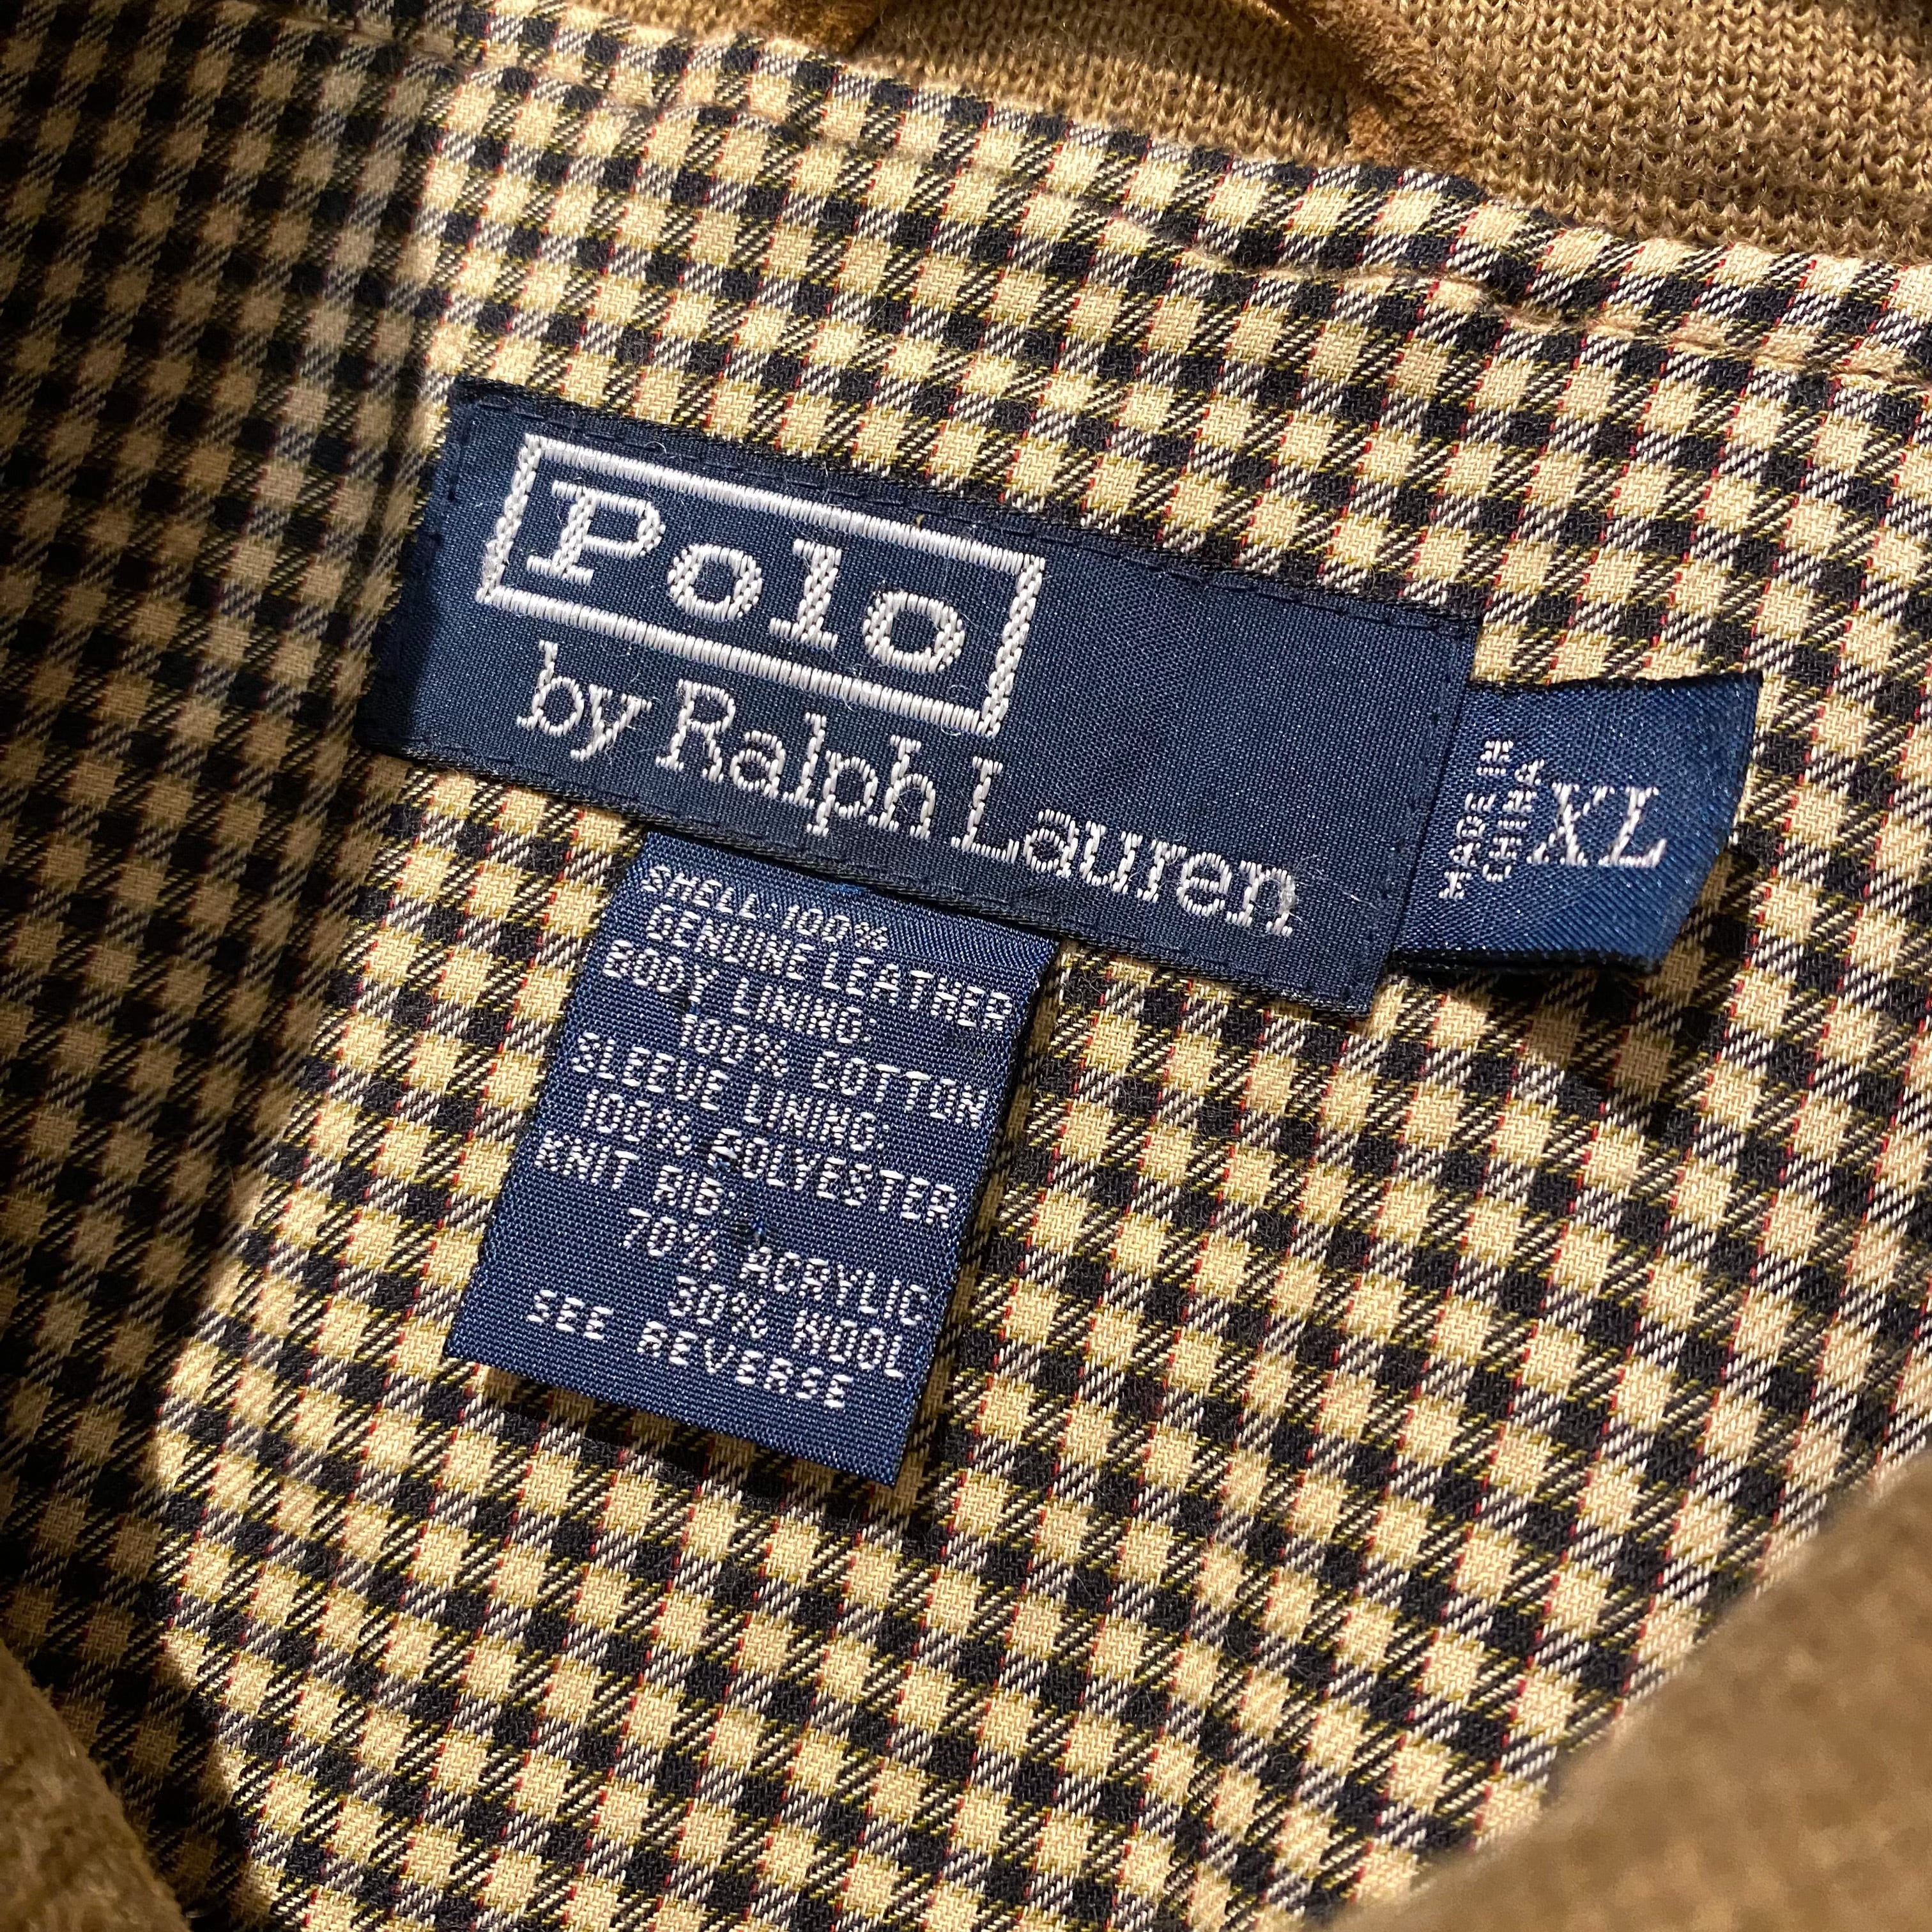 Polo
by Ralph Lauren
MADE IN
CHINA
XL
SHELL:100%
GENUINE LEATHER
BODY LINING:
100% COTTON
SLEEVE LINING:
100% POLYESTER
KNIT RIB:
70% ACRYLIC
30% WOOL
SEE REVERSE